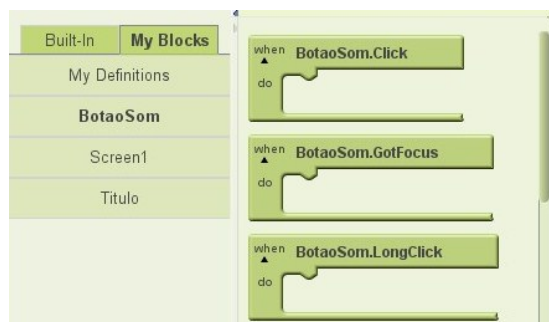 Built-In
My Blocks
My Definitions
BotaoSom
Screen1
Titulo
when BotaoSom.Click
do
when BotaoSom.GotFocus
do
when BotaoSom.LongClick
do